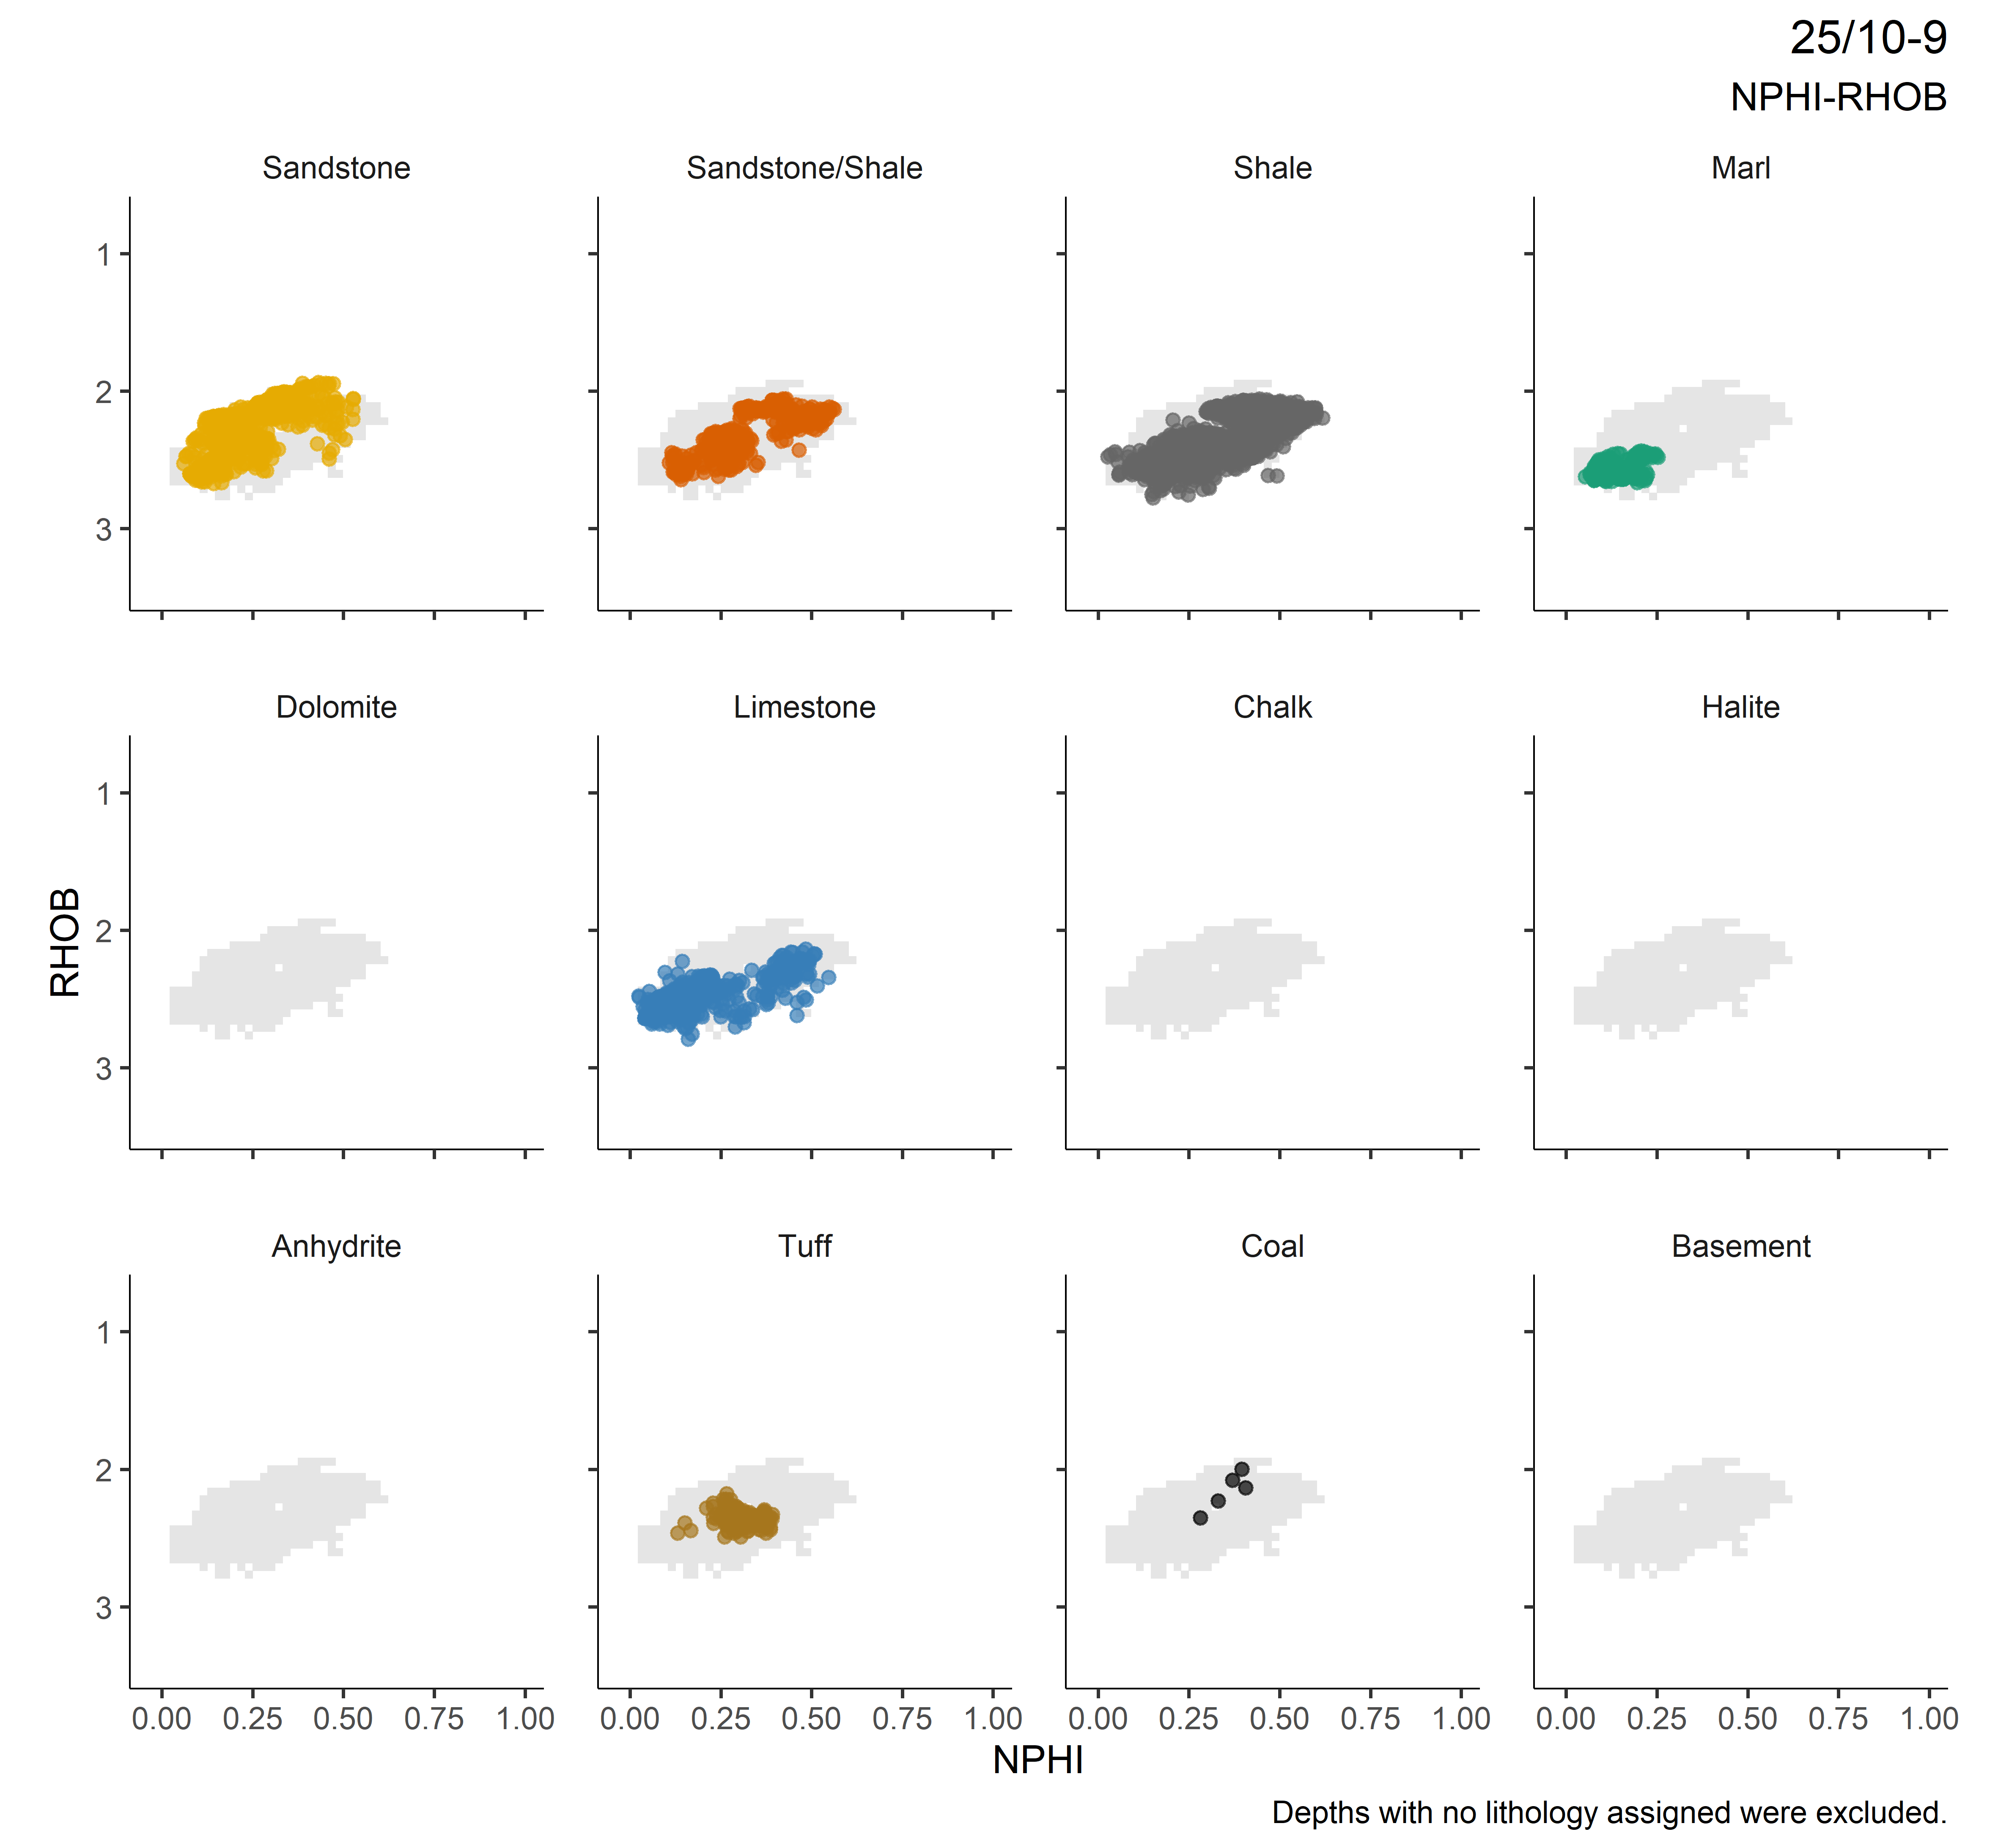 25/10-9
NPHI-RHOB
Sandstone
Sandstone/Shale
Shale
Marl
1
2
3
Dolomite
Limestone
Chalk
Halite
RHOB
1
2
3
Anhydrite
Tuff
Coal
Basement
1
2
3
0.00 0.25 0.50 0.75 1.00
0.00 0.25 0.50 0.75 1.00
0.00 0.25 0.50 0.75 1.00
0.00 0.25 0.50 0.75 1.00
NPHI
Depths with no lithology assigned were excluded.